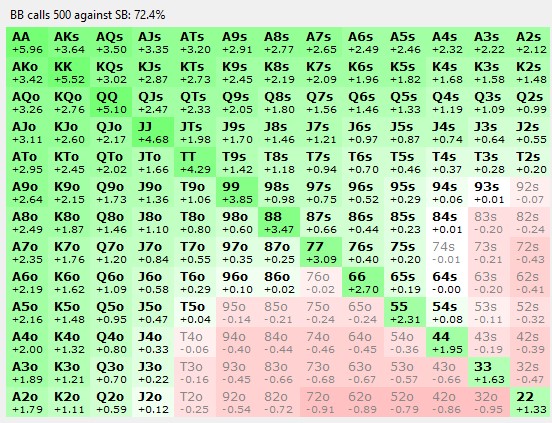 BB calls 500 against SB: 72.4%
AA AKs AQs AJs ATs A9s A8s A7s A6s A5s A4s A3s A2s
+5.96 +3.64 +3.50 +3.35 +3.20 +2.91 +2.77 +2.65 +2.49 +2.46 +2.32 +2.22 +2.12
AKo KK KQs KJs KTs K9s K8s K7s K6s K5s K4s K3s K2s
+3.42 +5.52 +3.02 +2.87 +2.73 +2.45 +2.19 +2.09 +1.96 +1.82 +1.68 +1.58 +1.48
AQo KQo QQ QJs QTs Q9s Q8s Q7s Q6s Q5s Q4s Q3s Q2s
+3.26 +2.76 +5.10 +2.47 +2.33 +2.05 +1.80 +1.56 +1.46 +1.33 +1.19 +1.09 +0.99
AJo KJo QJo JJ JTs J9s J8s J7s J6s J5s J4s J3s J2s
+3.11 +2.60 +2.17 +4.68 +1.98 +1.70 +1.46 +1.21 +0.97 +0.87 +0.74 +0.64 +0.55
ATo KTo QTo JTo TT T9s T8s T7s T6s T5s T4s T3s T2s
+2.95 +2.45 +2.02 +1.66 +4.29 +1.42 +1.18 +0.94 +0.70 +0.46 +0.37 +0.28 +0.20
A9o K9o Q9o J9o T9o 99 98s 97s 96s 95s 94s 93s 92s
+2.64 +2.15 +1.73 +1.36 +1.06 +3.85 +0.98 +0.75 +0.52 +0.29 +0.06 +0.01 -0.07
A8o K8o Q8o J8o T8o 98o 88 87s 86s 85s 84s 83s 82s
+2.49 +1.87 +1.46 +1.10 +0.80 +0.60 +3.47 +0.66 +0.44 +0.23 +0.01 -0.20 -0.24
A7o K7o Q7o J7o T7o 97o 87o 77 76s 75s 74s 73s 72s
+2.35 +1.76 +1.20 +0.84 +0.55 +0.35 +0.25 +3.09 +0.40 +0.20 -0.01 -0.21 -0.43
A6o K6o Q6o J6o T6o 96o 86o 76o 66 65s 64s 63s 62s
+2.19 +1.62 +1.09 +0.58 +0.29 +0.10 +0.02 -0.02 +2.70 +0.19 -0.00 -0.20 -0.41
A5o K5o Q5o J5o T5o 95o 85o 75o 65o 55 54s 53s 52s
+2.16 +1.48 +0.95 +0.47 +0.04 -0.14 -0.21 -0.24 -0.24 +2.31 +0.08 -0.11 -0.32
A4o K4o Q4o J4o T4o 94o 84o 74o 64o 54o 44 43s 42s
+2.00 +1.32 +0.80 +0.33 -0.06 -0.40 -0.44 -0.46 -0.45 -0.36 +1.95 -0.19 -0.39
A3o K3o Q3o J3o T3o 93o 83o 73o 63o 53o 43o 33 32s
+1.89 +1.21 +0.70 +0.22 -0.16 -0.45 -0.68 -0.68 -0.67 -0.57 -0.66 +1.63 -0.47
A2o K2o Q2o J2o T2o 92o 82o 72o 62o 52o 42o 32o 22
+1.79 +1.11 +0.59 +0.12 -0.25 -0.54 -0.72 -0.91 -0.89 -0.79 -0.86 -0.95 +1.33